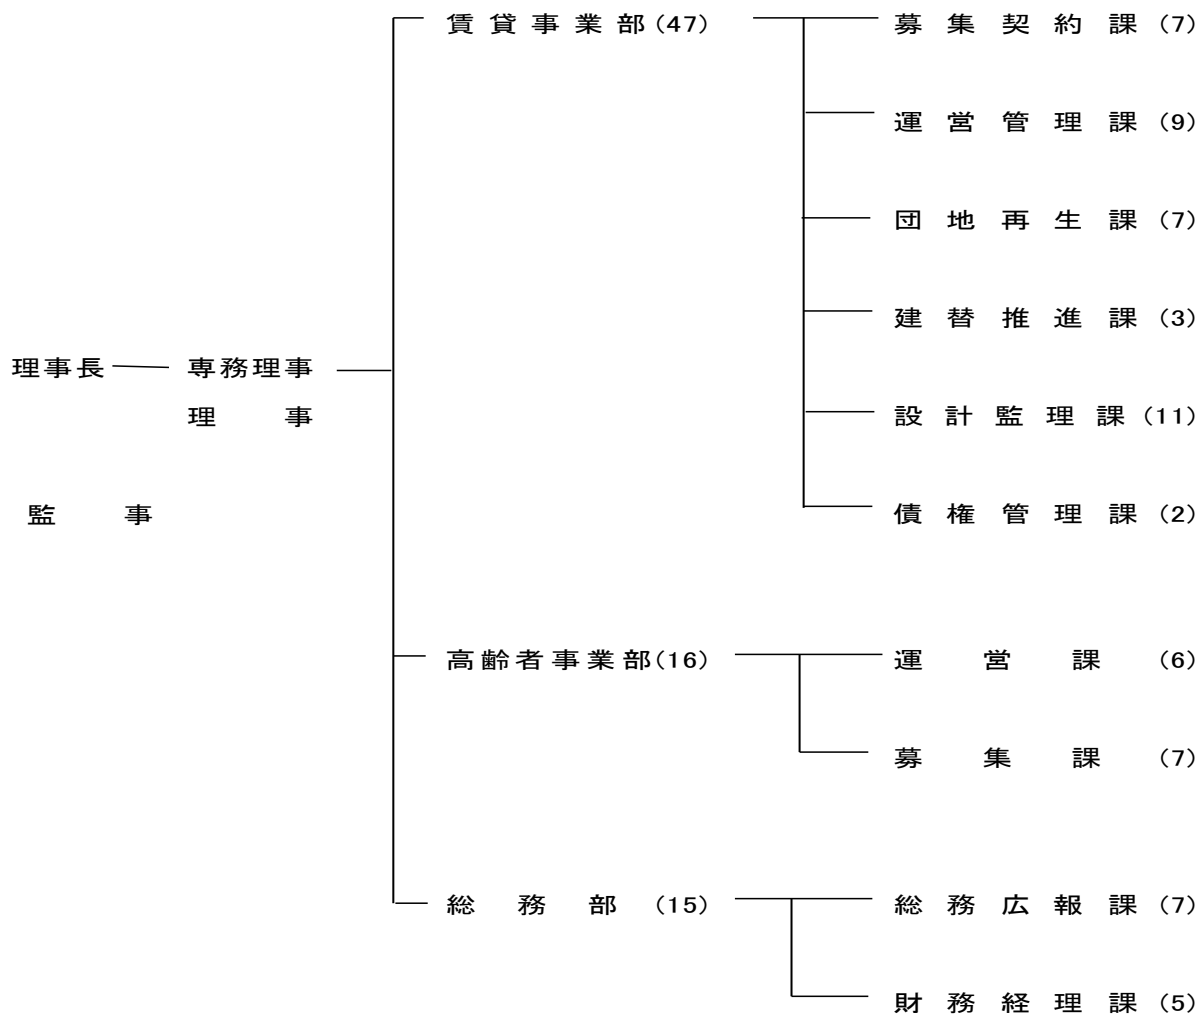 賃貸事業部(47) 募集契約課(7)
運営管理課(9)
団地再生課(7)
建替推進課(3)
理事長 専務理事
理事 設計監理課(11)
監事 債権管理課(2)
高齢者事業部(16) 運営課(6)
募集課(7)
総務部(15) 総務広報課(7)
財務経理課(5)